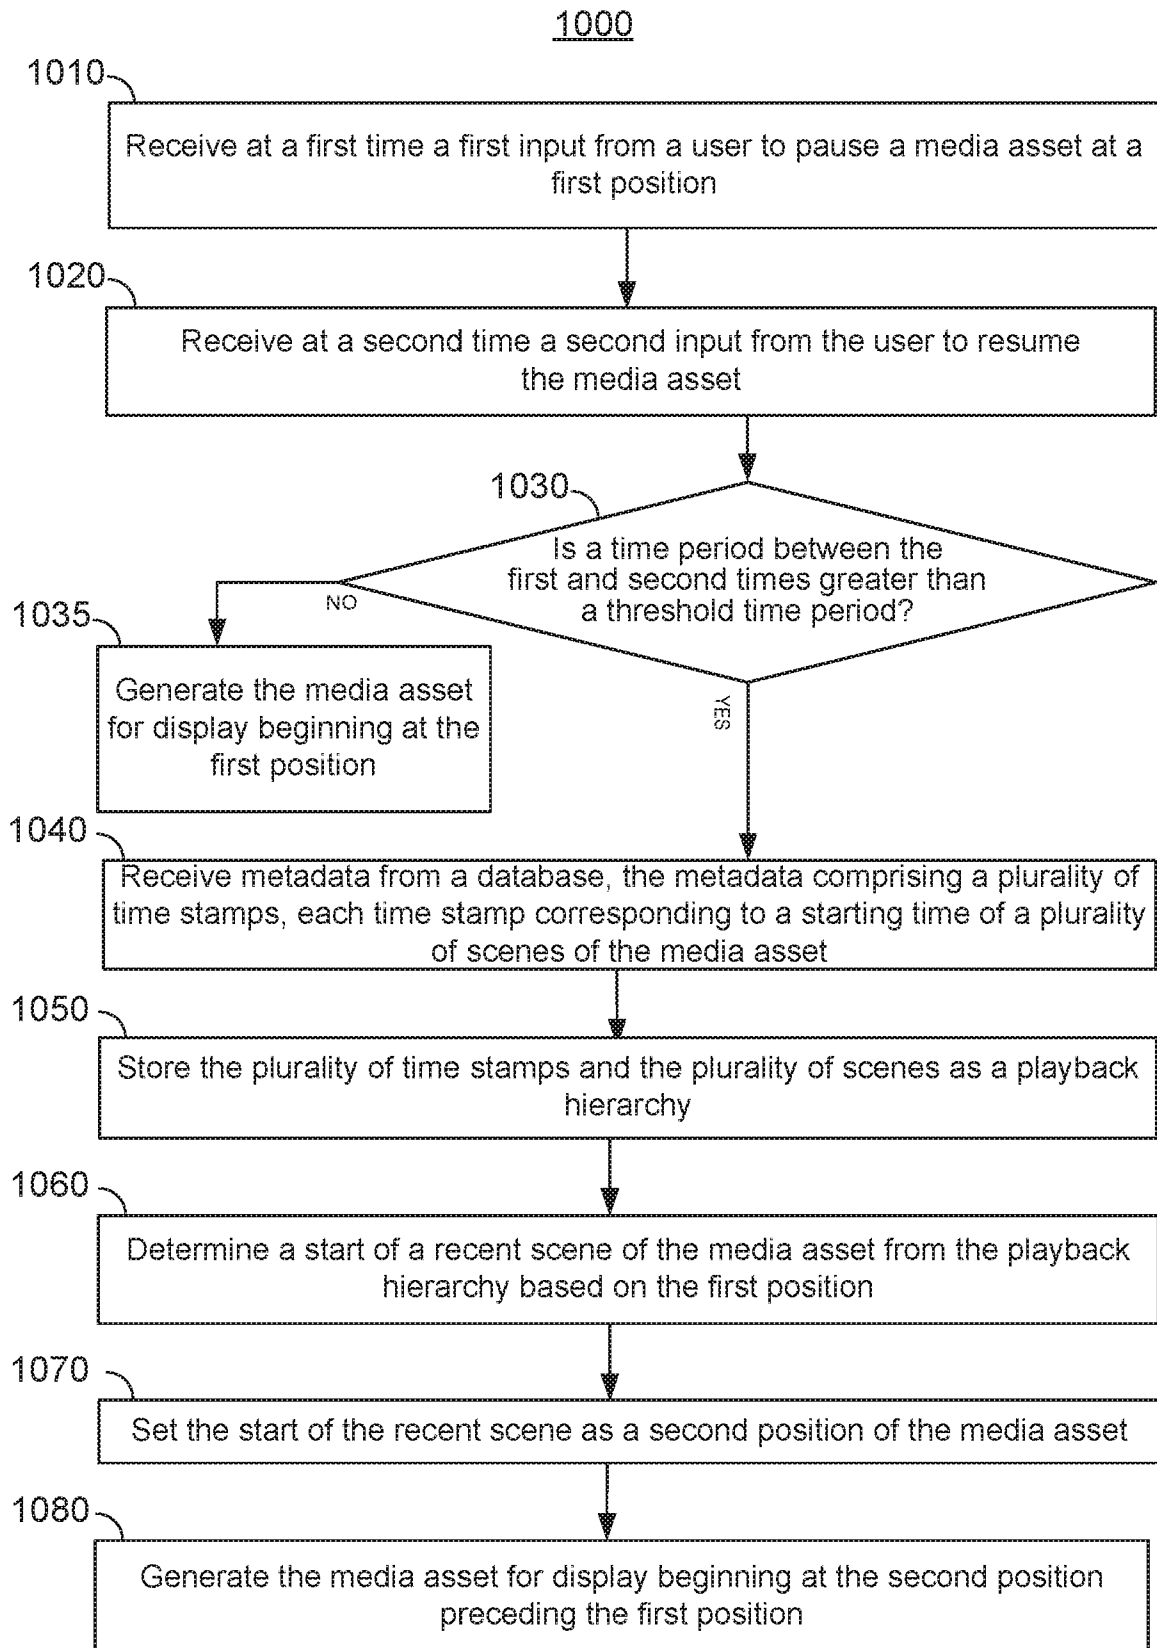 1000
1010
Receive at a first time a first input from a user to pause a media asset at a
first position
1020
Receive at a second time a second input from the user to resume
the media asset
1030
Is a time period between the
first and second times greater than
a threshold time period?
NO
1035
YES
Generate the media asset
for display beginning at the
first position
1040
Receive metadata from a database, the metadata comprising a plurality of
time stamps, each time stamp corresponding to a starting time of a plurality
of scenes of the media asset
1050
Store the plurality of time stamps and the plurality of scenes as a playback
hierarchy
1060
Determine a start of a recent scene of the media asset from the playback
hierarchy based on the first position
1070
Set the start of the recent scene as a second position of the media asset
1080
Generate the media asset for display beginning at the second position
preceding the first position